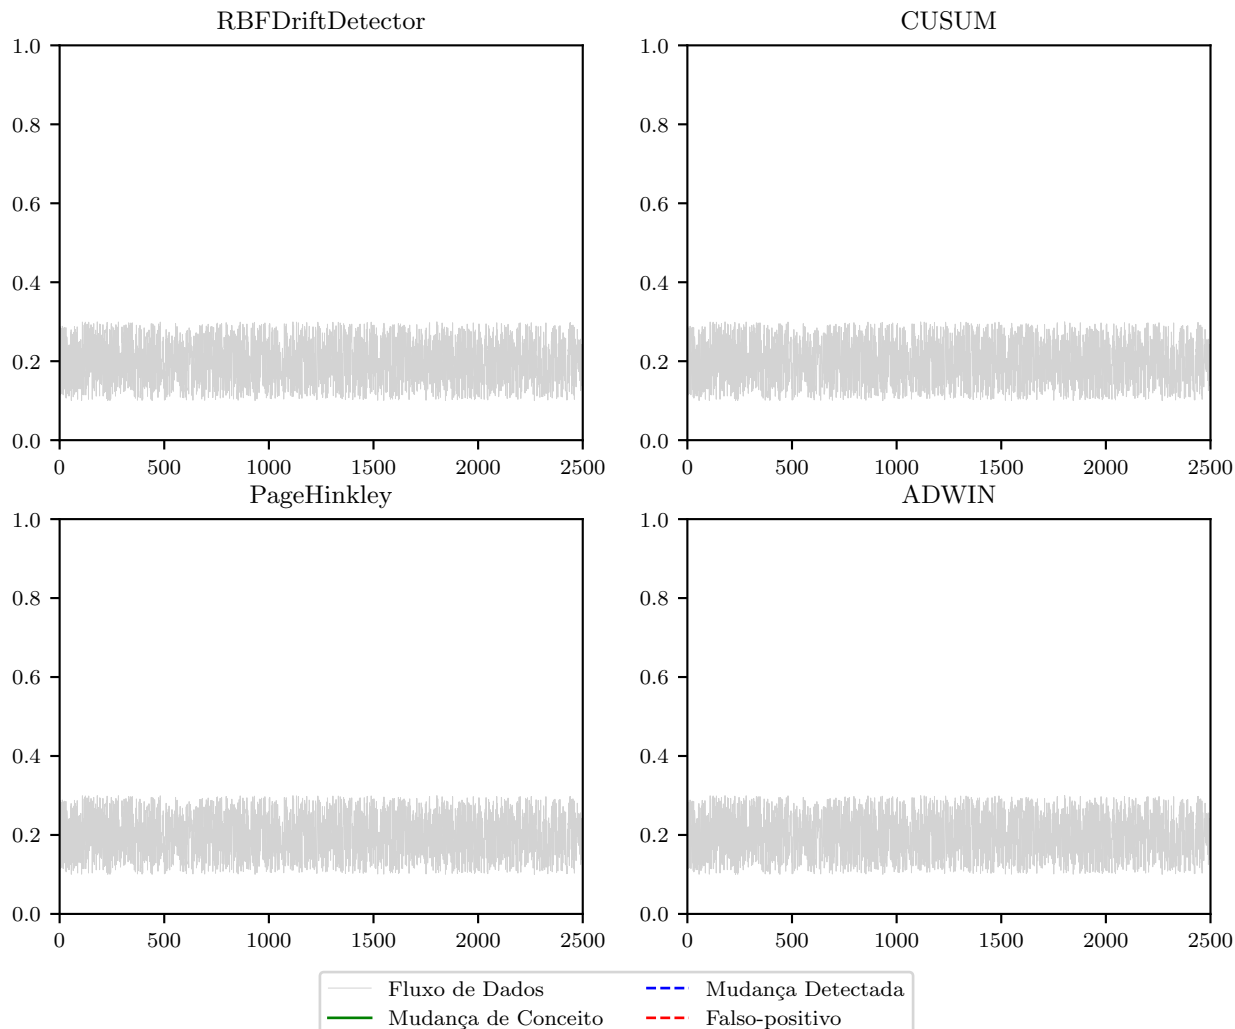 RBFDriftDetector
CUSUM
1.0
0.8
0.6
0.4
0.2
0.0
0 500 1000 1500 2000 2500
1.0
0.8
0.6
0.4
0.2
0.0
0 500 1000 1500 2000 2500
PageHinkley
ADWIN
1.0
0.8
0.6
0.4
0.2
0.0
0 500 1000 1500 2000 2500
1.0
0.8
0.6
0.4
0.2
0.0
0 500 1000 1500 2000 2500
Fluxo de Dados
Mudança de Conceito
Mudança Detectada
Falso-positivo